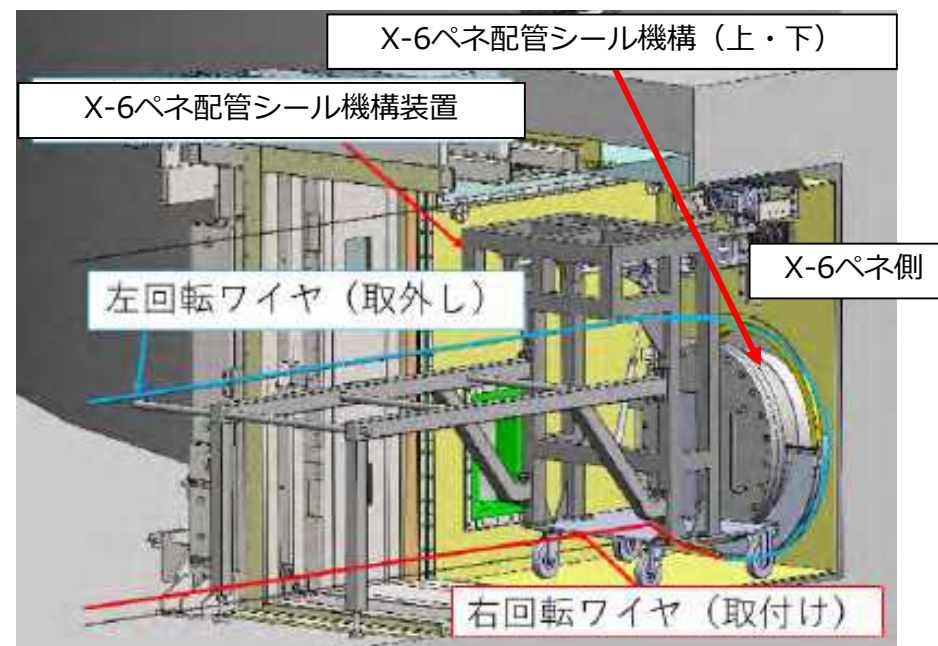 X-6ペネ配管シール機構（上・下）
X-6ペネ配管シール機構装置
X-6ペネ側
左回転ワイヤ（取外し）
右回転ワイヤ（取付け）